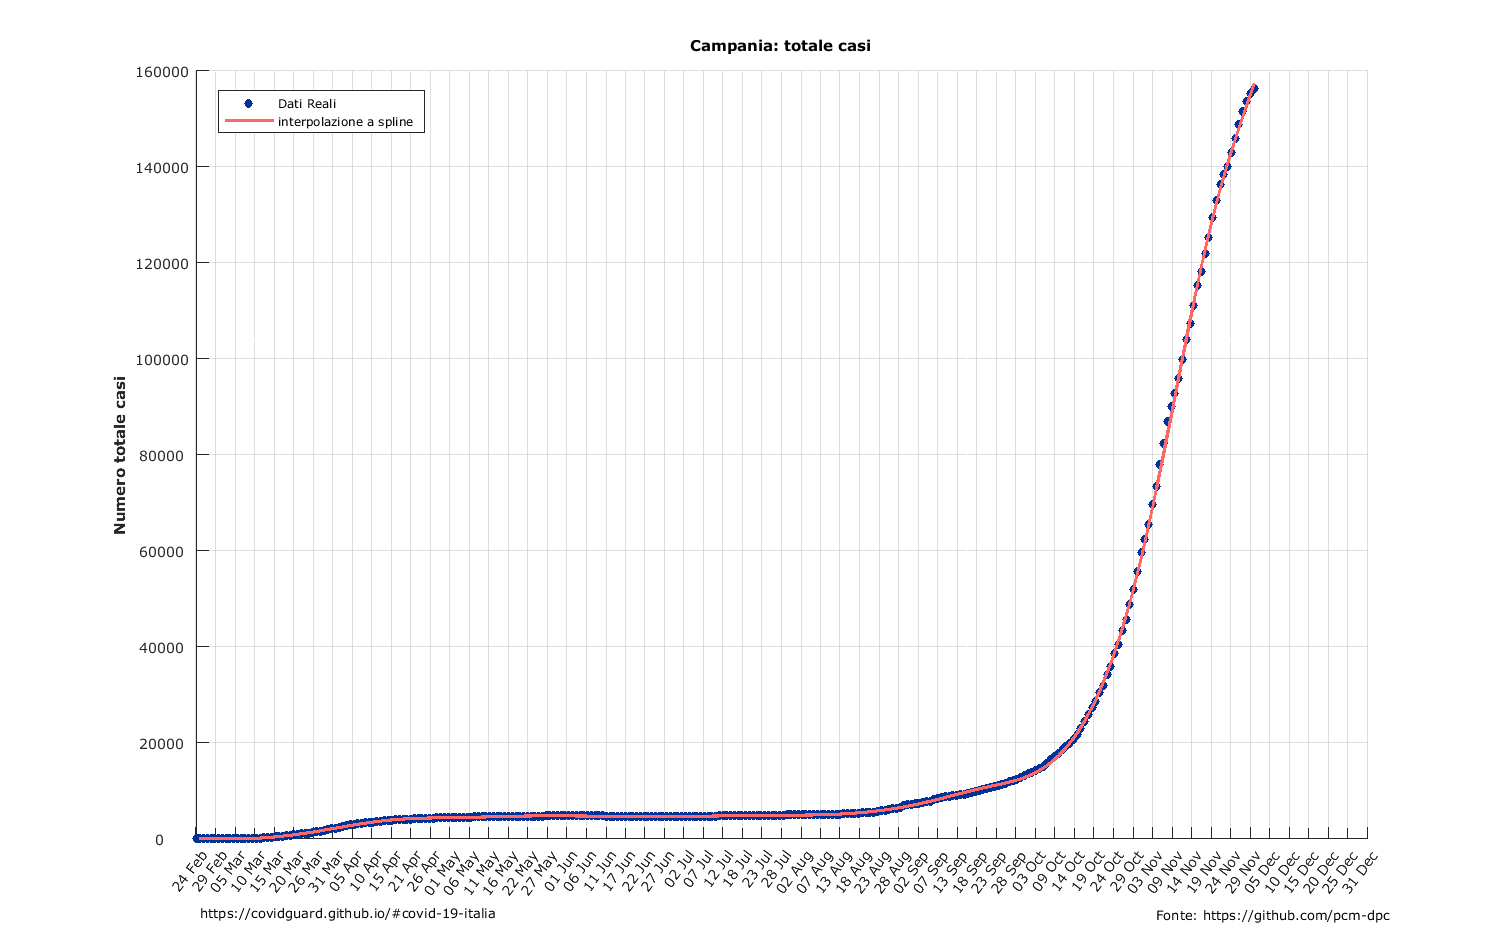 Campania: totale casi
160000
140000
120000
100000
80000
60000
40000
20000
0
Numero totale casi
Dati Reali
interpolazione a spline
24 Feb
29 Feb
05 Mar
10 Mar
15 Mar
20 Mar
26 Mar
31 Mar
05 Apr
10 Apr
15 Apr
21 Apr
26 Apr
01 May
06 May
11 May
16 May
22 May
27 May
01 Jun
06 Jun
11 Jun
17 Jun
22 Jun
27 Jun
02 Jul
07 Jul
12 Jul
18 Jul
23 Jul
28 Jul
02 Aug
07 Aug
13 Aug
18 Aug
23 Aug
28 Aug
02 Sep
07 Sep
13 Sep
18 Sep
23 Sep
28 Sep
03 Oct
09 Oct
14 Oct
19 Oct
24 Oct
29 Oct
03 Nov
09 Nov
14 Nov
19 Nov
24 Nov
29 Nov
05 Dec
10 Dec
15 Dec
20 Dec
25 Dec
31 Dec
https://covidguard.github.io/#covid-19-italia
Fonte: https://github.com/pcm-dpc